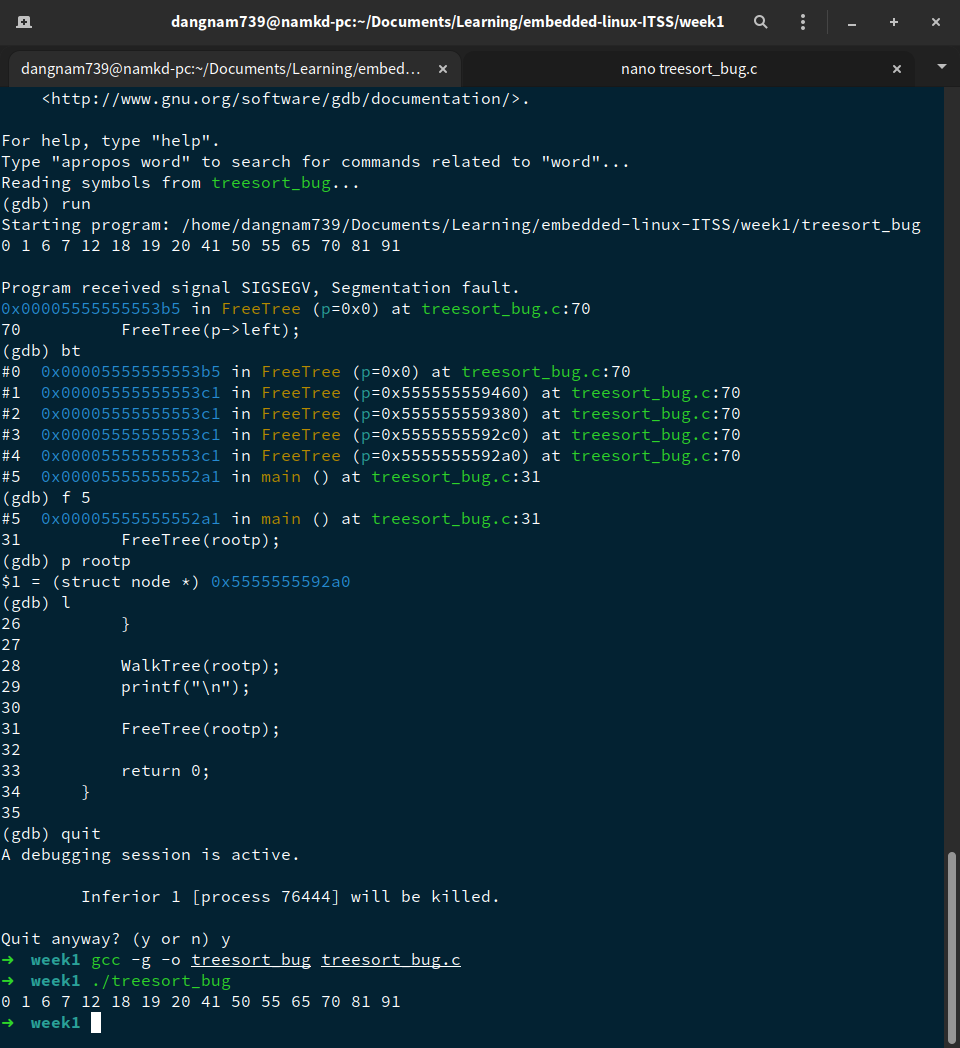 dangnam739@namkd-pc:~/Documents/Learning/embedded-linux-ITSS/week1
dangnam739@namkd-pc:~/Documents/Learning/embed...
nano treesort_bug.c
<http://www.gnu.org/software/gdb/documentation/>.
For help, type "help".
Type "apropos word" to search for commands related to "word"...
Reading symbols from treesort_bug...
(gdb) run
Starting program: /home/dangnam739/Documents/Learning/embedded-linux-ITSS/week1/treesort_bug
0 1 6 7 12 18 19 20 41 50 55 65 70 81 91
Program received signal SIGSEGV, Segmentation fault.
0x00005555555553b5 in FreeTree (p=0x0) at treesort_bug.c:70
70          FreeTree(p->left);
(gdb) bt
#0  0x00005555555553b5 in FreeTree (p=0x0) at treesort_bug.c:70
#1  0x00005555555553c1 in FreeTree (p=0x555555559460) at treesort_bug.c:70
#2  0x00005555555553c1 in FreeTree (p=0x555555559380) at treesort_bug.c:70
#3  0x00005555555553c1 in FreeTree (p=0x5555555592c0) at treesort_bug.c:70
#4  0x00005555555553c1 in FreeTree (p=0x5555555592a0) at treesort_bug.c:70
#5  0x00005555555552a1 in main () at treesort_bug.c:31
(gdb) f 5
#5  0x00005555555552a1 in main () at treesort_bug.c:31
31          FreeTree(rootp);
(gdb) p rootp
$1 = (struct node *) 0x5555555592a0
(gdb) l
26          }
27
28          WalkTree(rootp);
29          printf("\n");
30
31          FreeTree(rootp);
32
33          return 0;
34      }
35
(gdb) quit
A debugging session is active.
Inferior 1 [process 76444] will be killed.
Quit anyway? (y or n) y
→  week1 gcc -g -o treesort_bug treesort_bug.c
→  week1 ./treesort_bug
0 1 6 7 12 18 19 20 41 50 55 65 70 81 91
→  week1